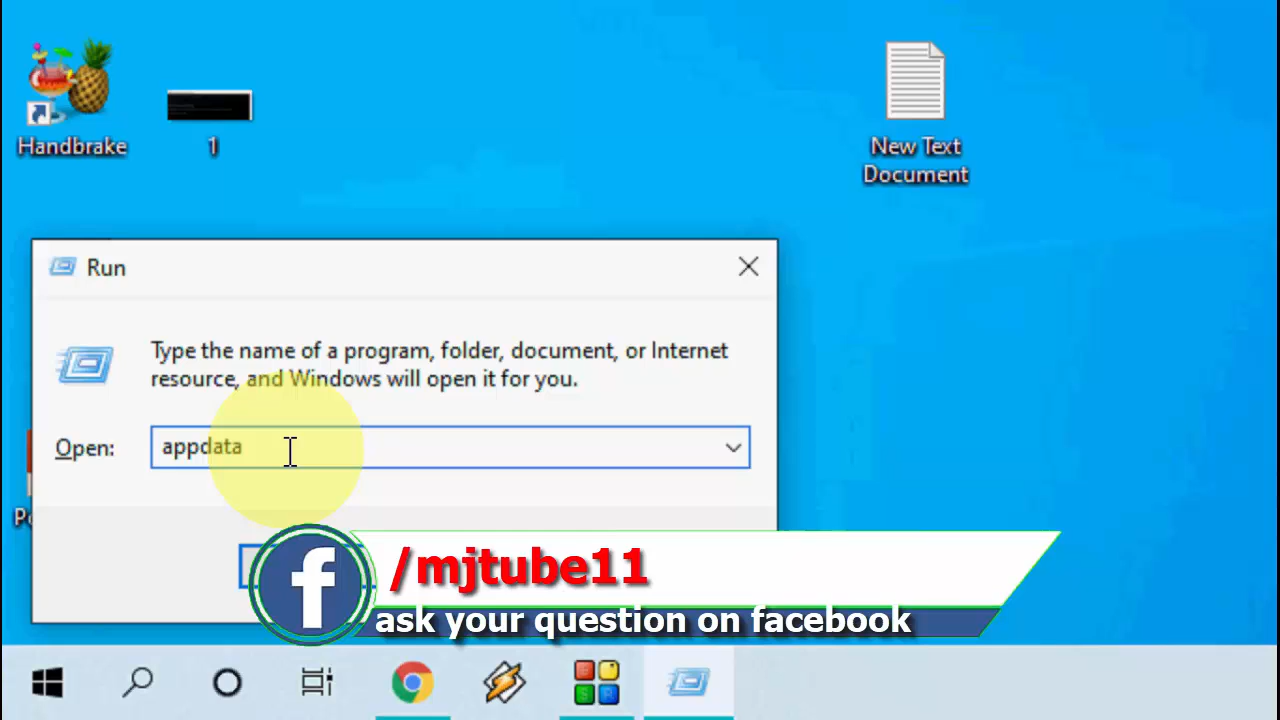 Handbrake
1
New Text
Document
Run
Type the name of a program, folder, document, or Internet
resource, and Windows will open it for you.
Open:
appdata
/mjtube11
ask your question on facebook